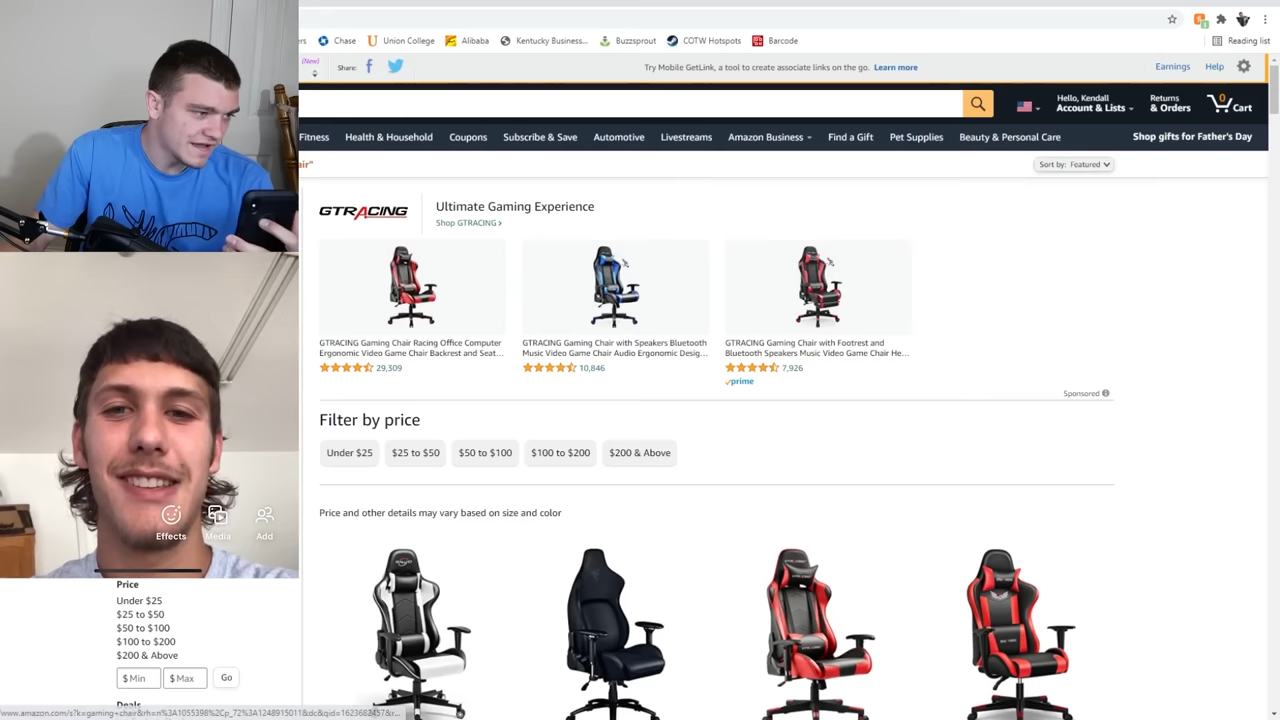 ers
Chase
Union College
Alibaba
Kentucky Business...
Buzzsprout
COTW Hotspots
Barcode
Reading list
(New)
Share:
Try Mobile GetLink, a tool to create associate links on the go. Learn more
Earnings
Help
Hello, Kendall
Account & Lists
Returns
& Orders
0
Cart
Fitness
Health & Household
Coupons
Subscribe & Save
Automotive
Livestreams
Amazon Business
Find a Gift
Pet Supplies
Beauty & Personal Care
Shop gifts for Father's Day
air"
Sort by: Featured
GTRACING
Ultimate Gaming Experience
Shop GTRACING ›
GTRACING Gaming Chair Racing Office Computer
Ergonomic Video Game Chair Backrest and Seat...
29,309
GTRACING Gaming Chair with Speakers Bluetooth
Music Video Game Chair Audio Ergonomic Desig...
10,846
GTRACING Gaming Chair with Footrest and
Bluetooth Speakers Music Video Game Chair He...
7,926
prime
Sponsored
Filter by price
Under $25
$25 to $50
$50 to $100
$100 to $200
$200 & Above
Price and other details may vary based on size and color
Effects
Media
Add
Price
Under $25
$25 to $50
$50 to $100
$100 to $200
$200 & Above
$ Min
$ Max
Go
Deals